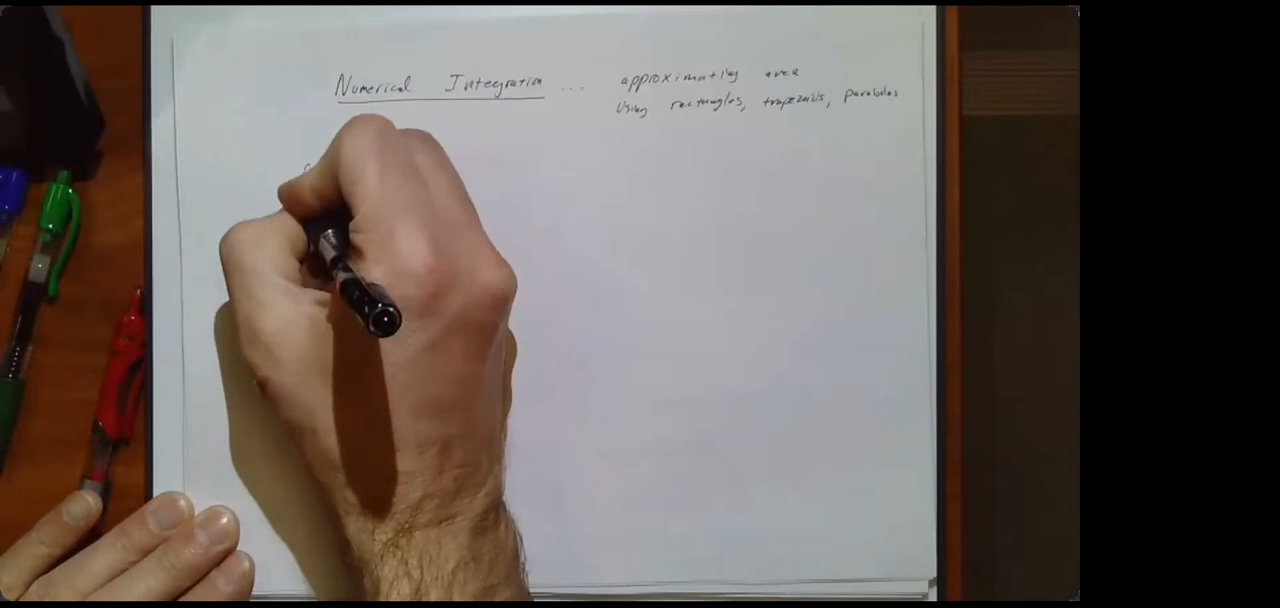 Numerical Integration ... approximating area
Using rectangles, trapezoids, parabolas